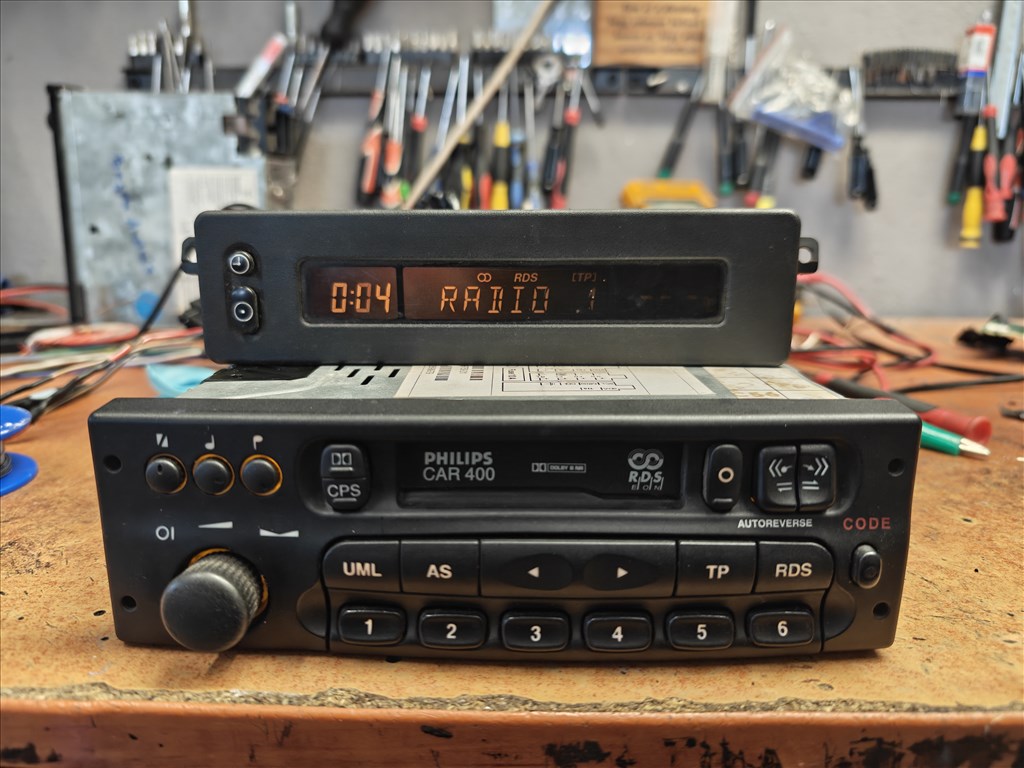 RDS [TP]
0:04 RADIO 1
PHILIPS
CAR 400
DOLBY B NR
RDS
EON
CPS
AUTOREVERSE
CODE
UML AS TP RDS
1 2 3 4 5 6